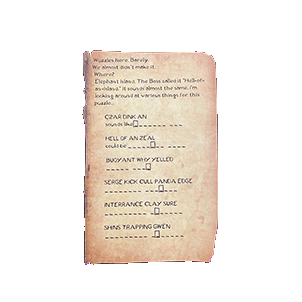 Wuzzles here. Barely.
We almost didn't make it.
Where?
Elephant Island. The Boss called it "Hell-of-
an-Island," it sounds almost the same. I'm
looking around at various things for this
puzzle...
CZAR DINK AN
sounds like
HELL OF AN ZEAL
could be
BUOYANT WHY YELLED
SERGE KICK CULL PANDA EDGE
INTERRANCE CLAY SURE
SHINS TRAPPING GWEN